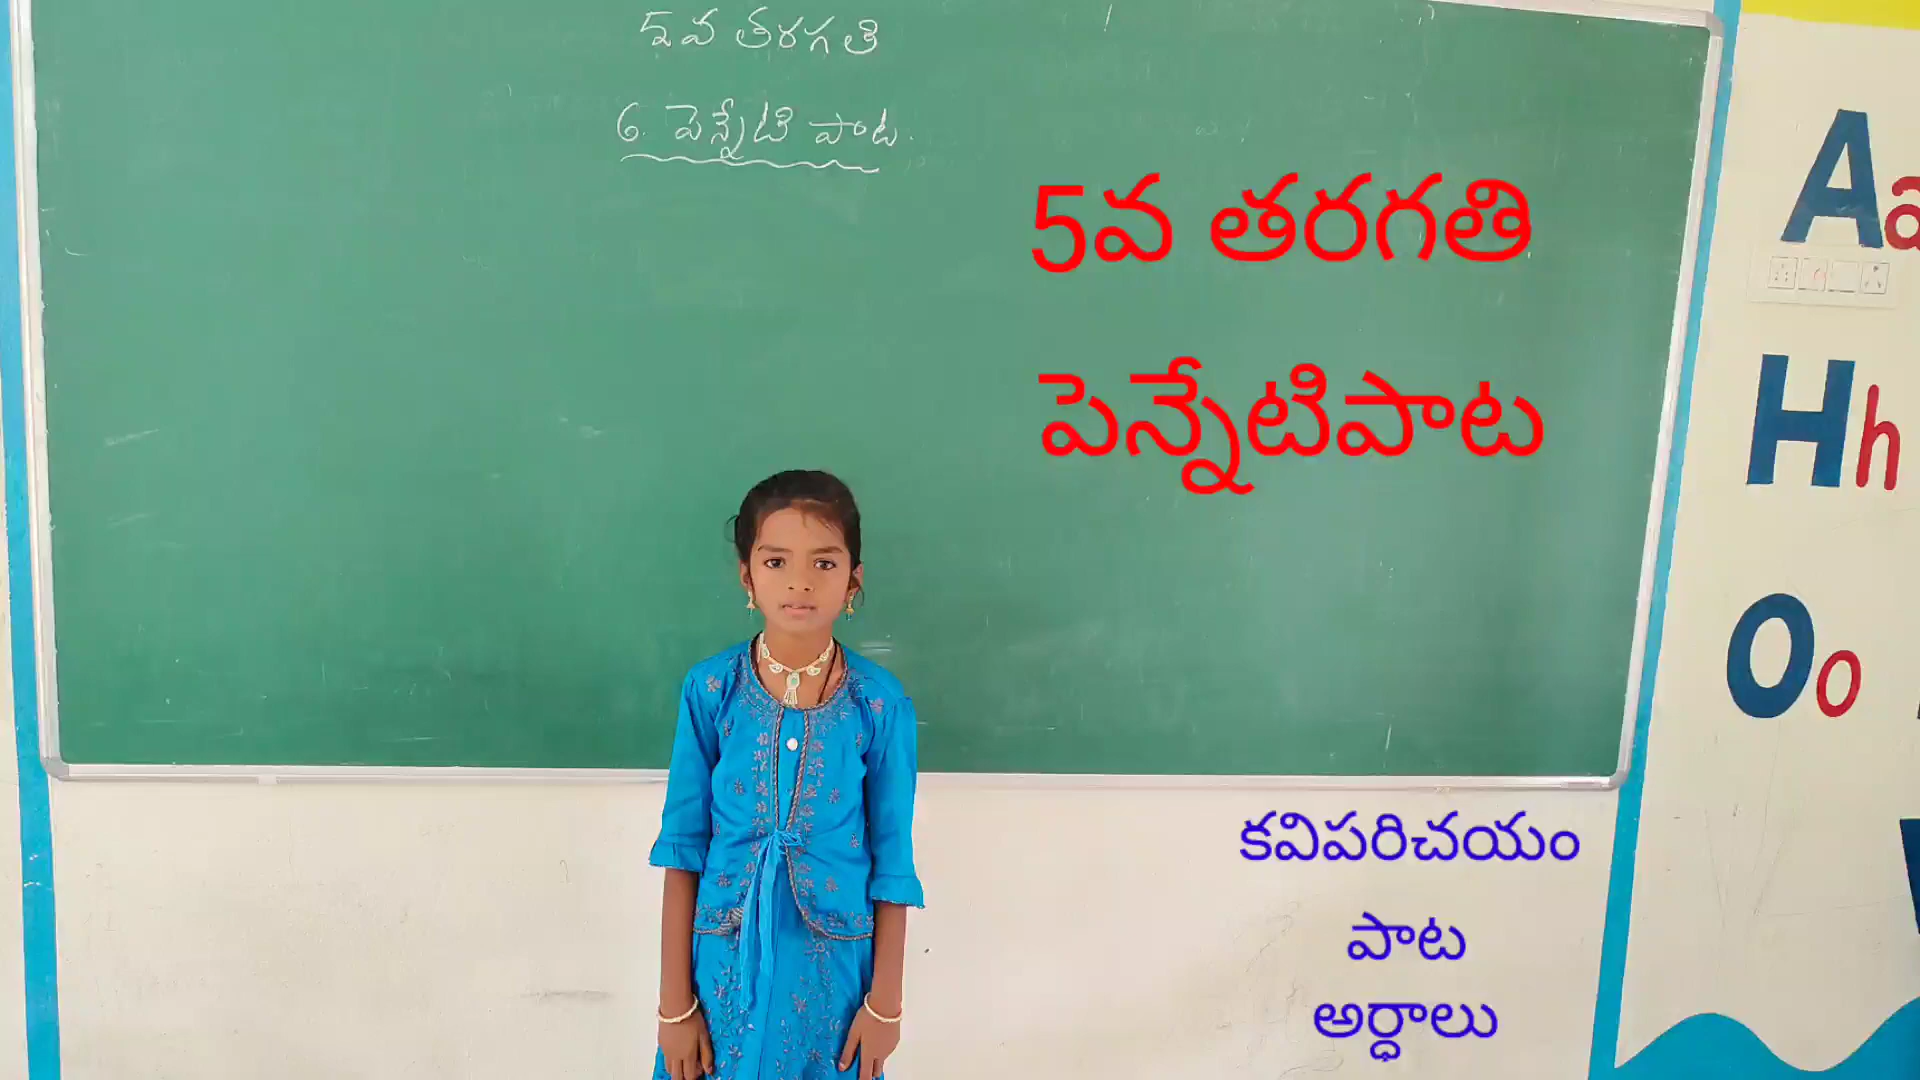 5వ తరగతి
6. పెన్నేటి పాట.
5వ తరగతి
పెన్నేటిపాట
కవిపరిచయం
పాట
అర్ధాలు
Aa
Hh
Oo